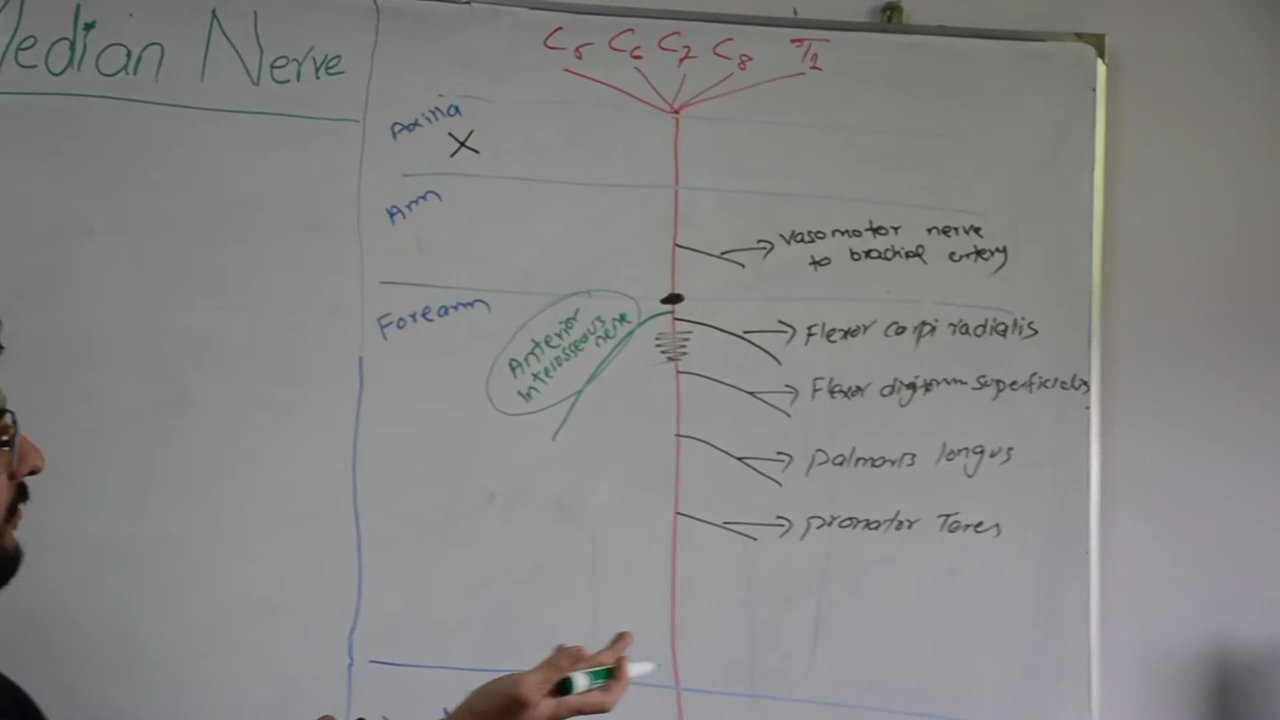 Median Nerve
C5 C6 C7 C8 T1
Axilla
X
Arm
vasomotor nerve
to brachial artery
Forearm
Anterior
Interosseous
nerve
Flexor carpi radialis
Flexor digitorum superficialis
palmaris longus
pronator Teres